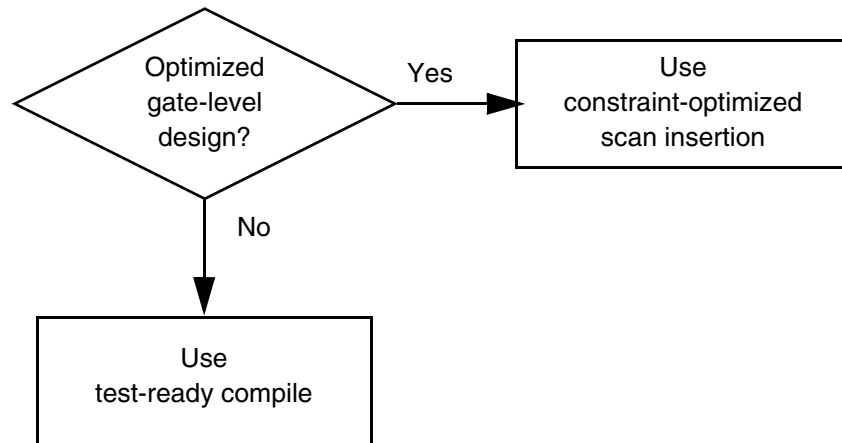 Optimized
gate-level
design?
Yes
Use
constraint-optimized
scan insertion
No
Use
test-ready compile